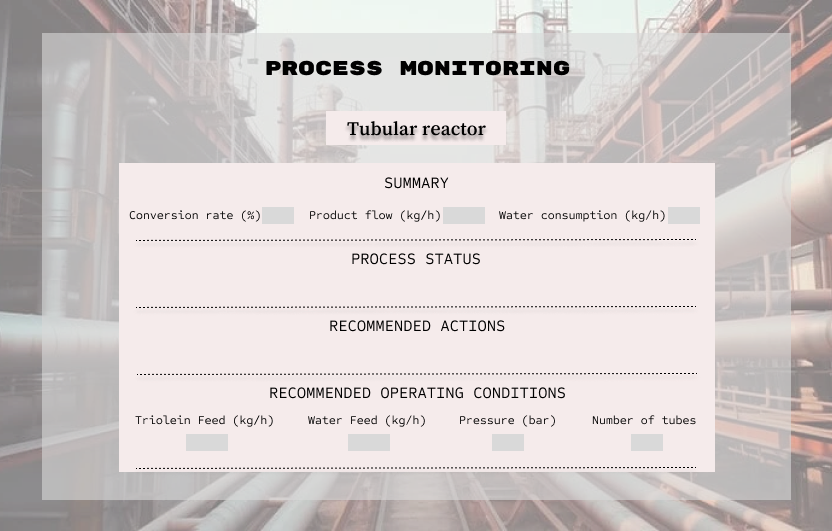 PROCESS MONITORING
Tubular reactor
SUMMARY
Conversion rate (%) Product flow (kg/h) Water consumption (kg/h)
PROCESS STATUS
RECOMMENDED ACTIONS
RECOMMENDED OPERATING CONDITIONS
Triolein Feed (kg/h) Water Feed (kg/h) Pressure (bar) Number of tubes